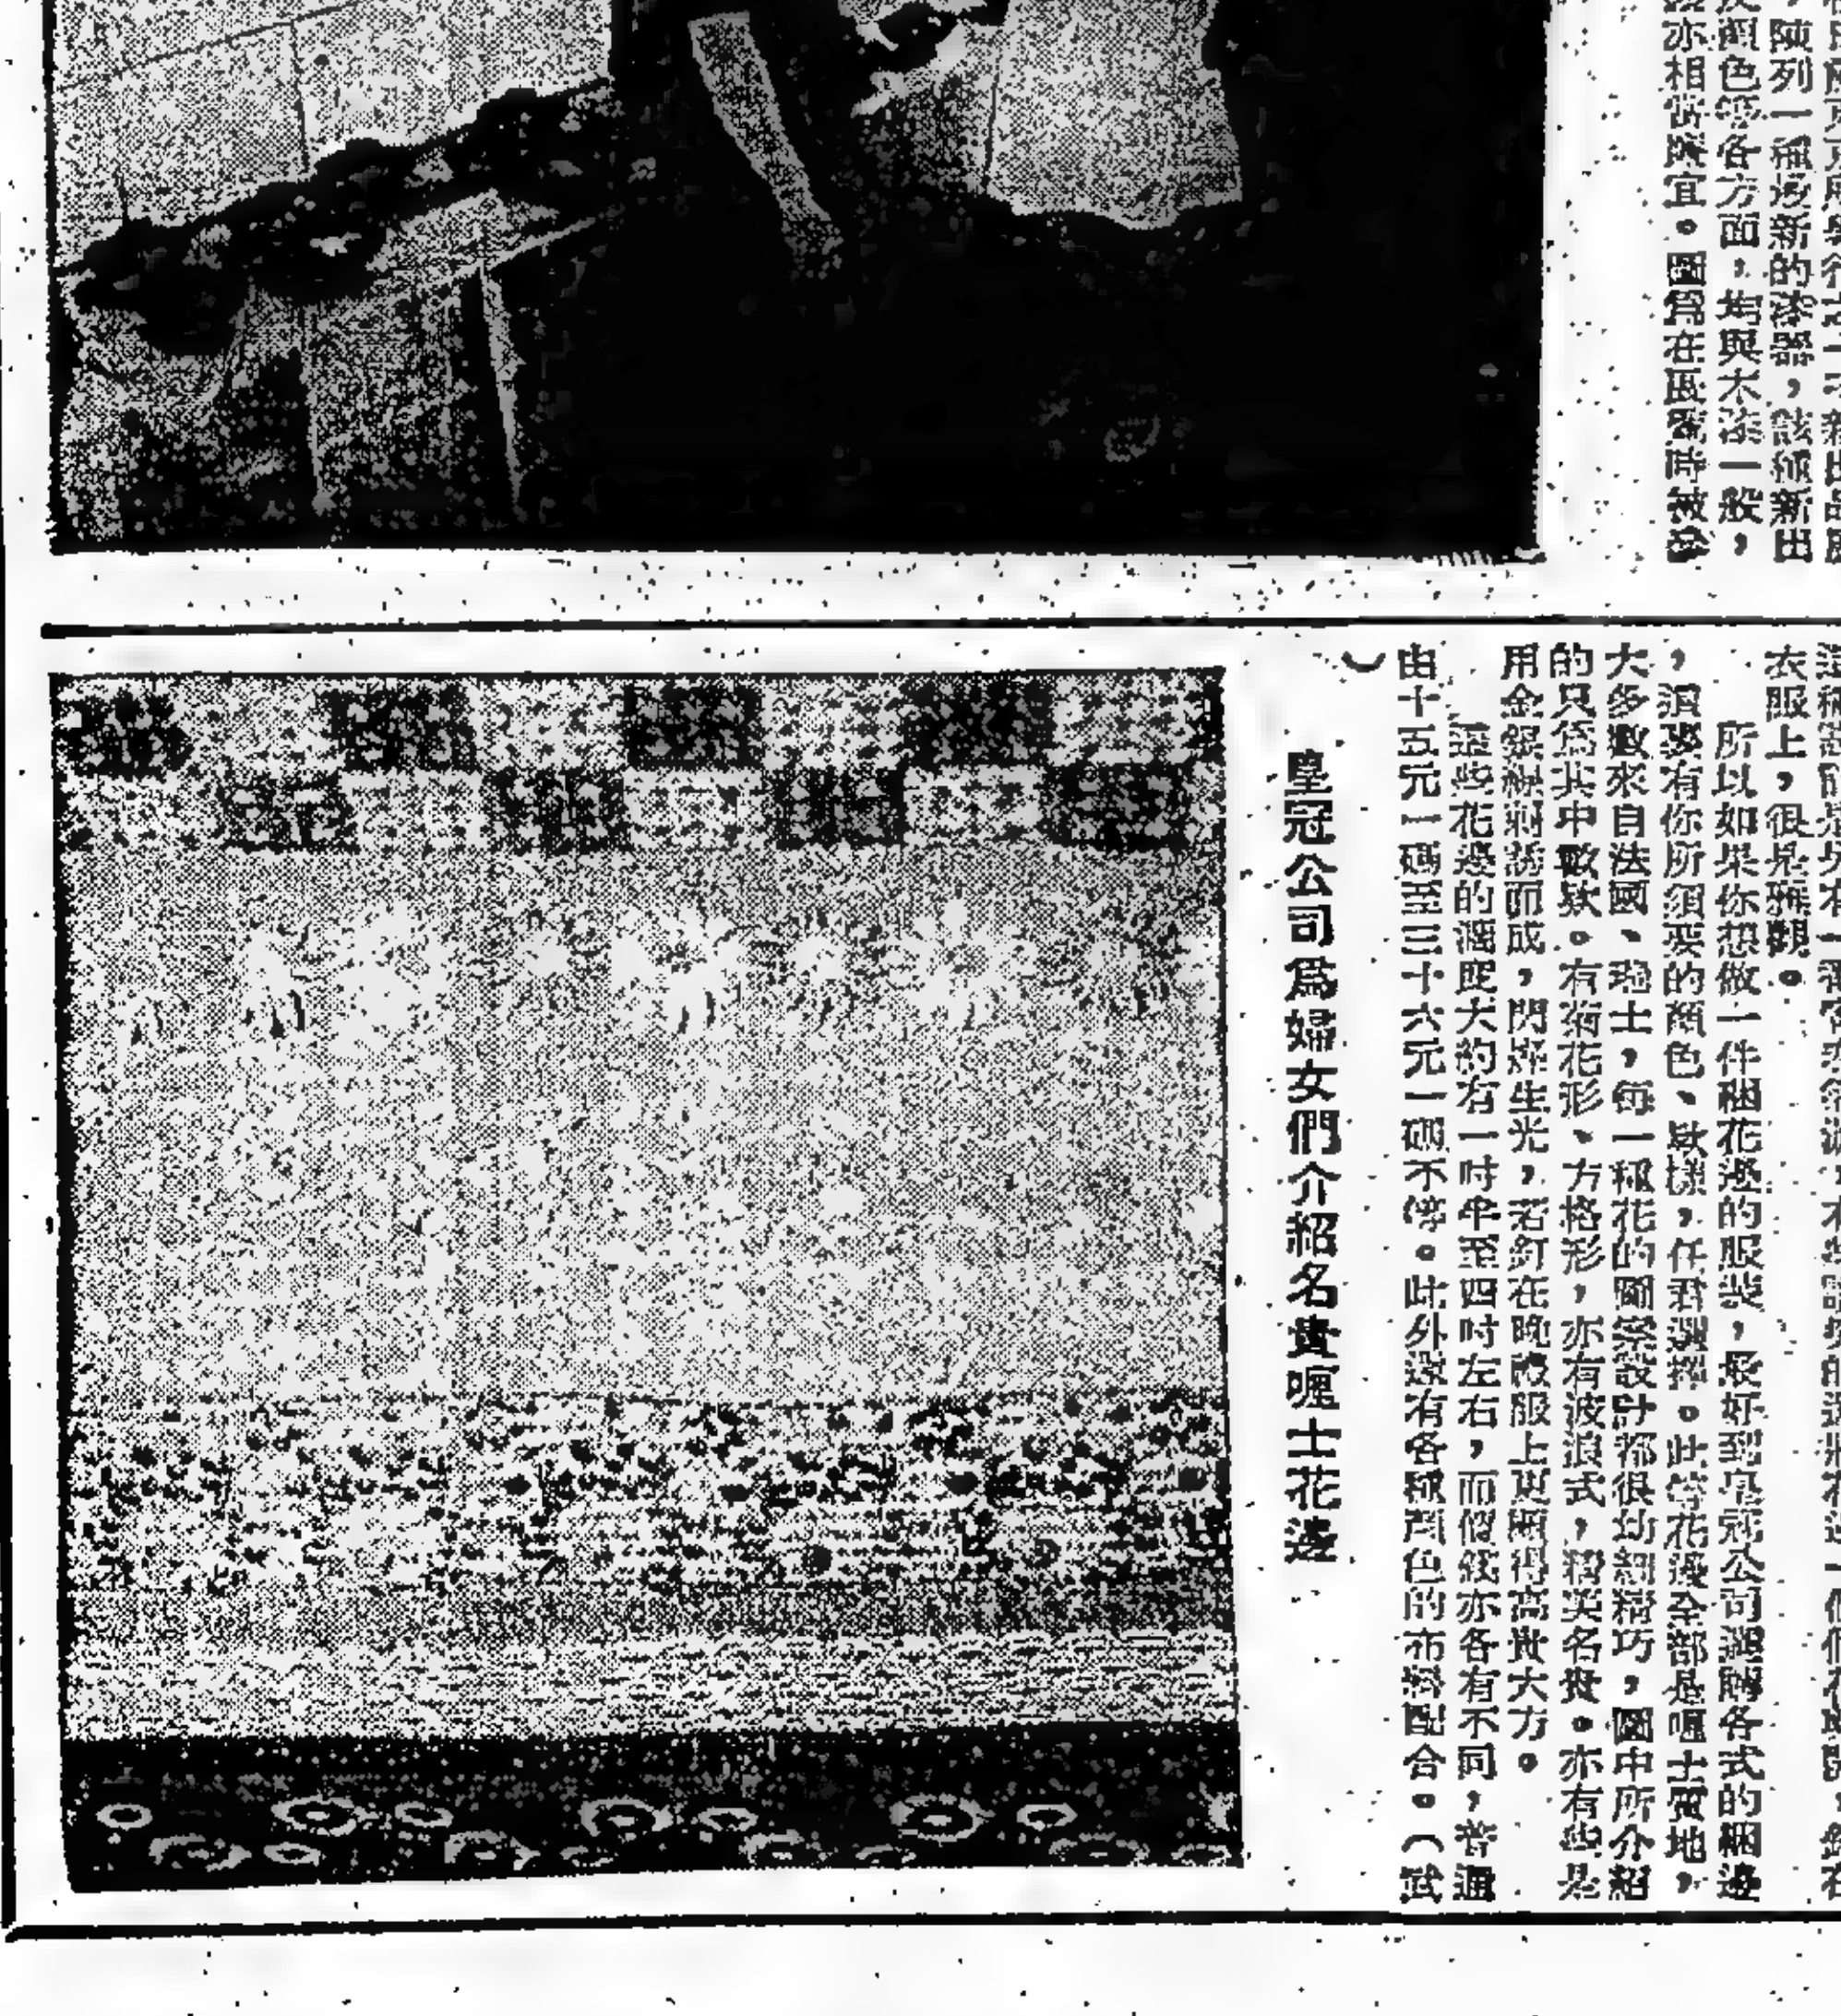 ，陳列一種最新的漆器，該種新出
及顏色等各方面，均與木漆一般，
亦相當廉宜。圖爲在展覽時被
衣服上，很是雅觀。
所以如果你想做一件綑花邊的服裝，最好到皇冠公司選購各式的綑邊
，須要有你所須要的顏色、欵樣，任君選擇。此等花邊全部是喱士質地，
大多數來自法國、瑞士，每一種花的圖案設計都很幼細精巧，圖中所介紹
的只爲其中數欵。有菊花形、方格形，亦有波浪式，精美名貴。亦有些是
用金銀線刺綉而成，閃爍生光，若釘在晚禮服上更顯得高貴大方。
這些花邊的濶度大約有一吋半至四吋左右，而價錢亦各有不同，普通
由十五元一碼至三十六元一碼不等。此外還有各種顏色的布料配合。（武
）
皇冠公司爲婦女們介紹名貴喱士花邊